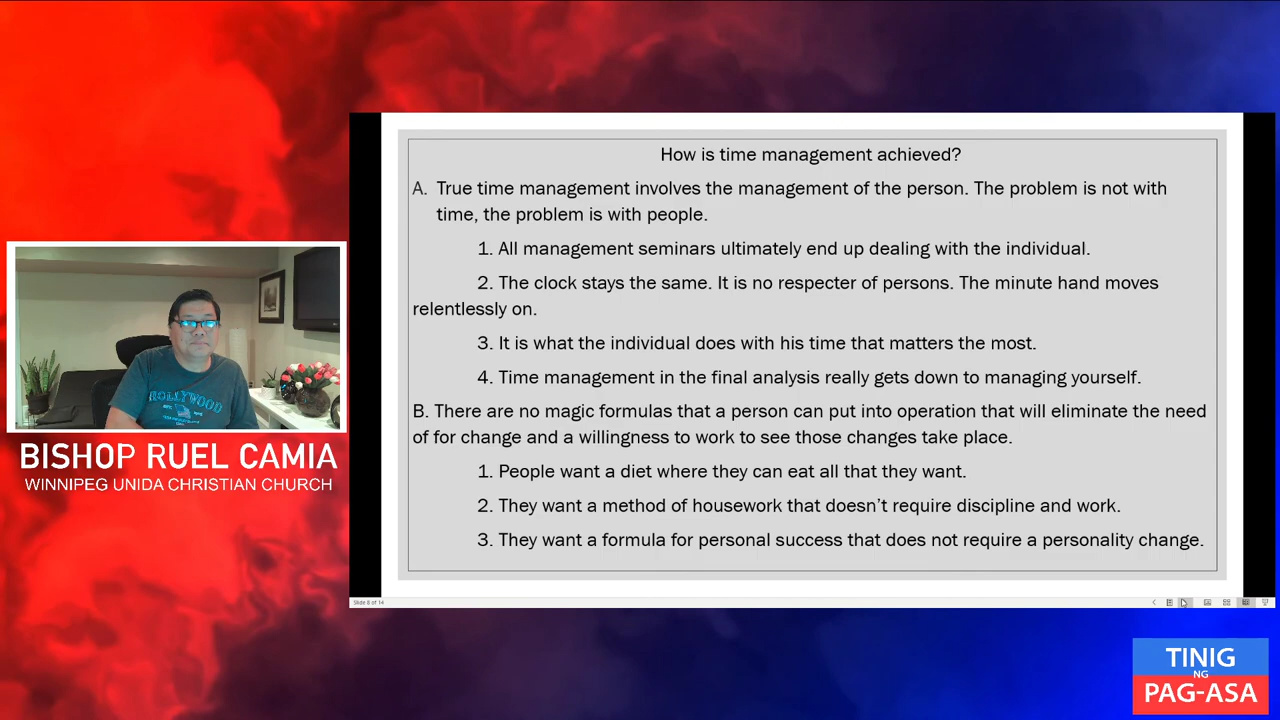 How is time management achieved?
A. True time management involves the management of the person. The problem is not with
time, the problem is with people.
1. All management seminars ultimately end up dealing with the individual.
2. The clock stays the same. It is no respecter of persons. The minute hand moves
relentlessly on.
3. It is what the individual does with his time that matters the most.
4. Time management in the final analysis really gets down to managing yourself.
B. There are no magic formulas that a person can put into operation that will eliminate the need
of for change and a willingness to work to see those changes take place.
1. People want a diet where they can eat all that they want.
2. They want a method of housework that doesn't require discipline and work.
3. They want a formula for personal success that does not require a personality change.
Slide 8 of 14
HOLLYWOOD
BISHOP RUEL CAMIA
WINNIPEG UNIDA CHRISTIAN CHURCH
TINIG
NG
PAG-ASA